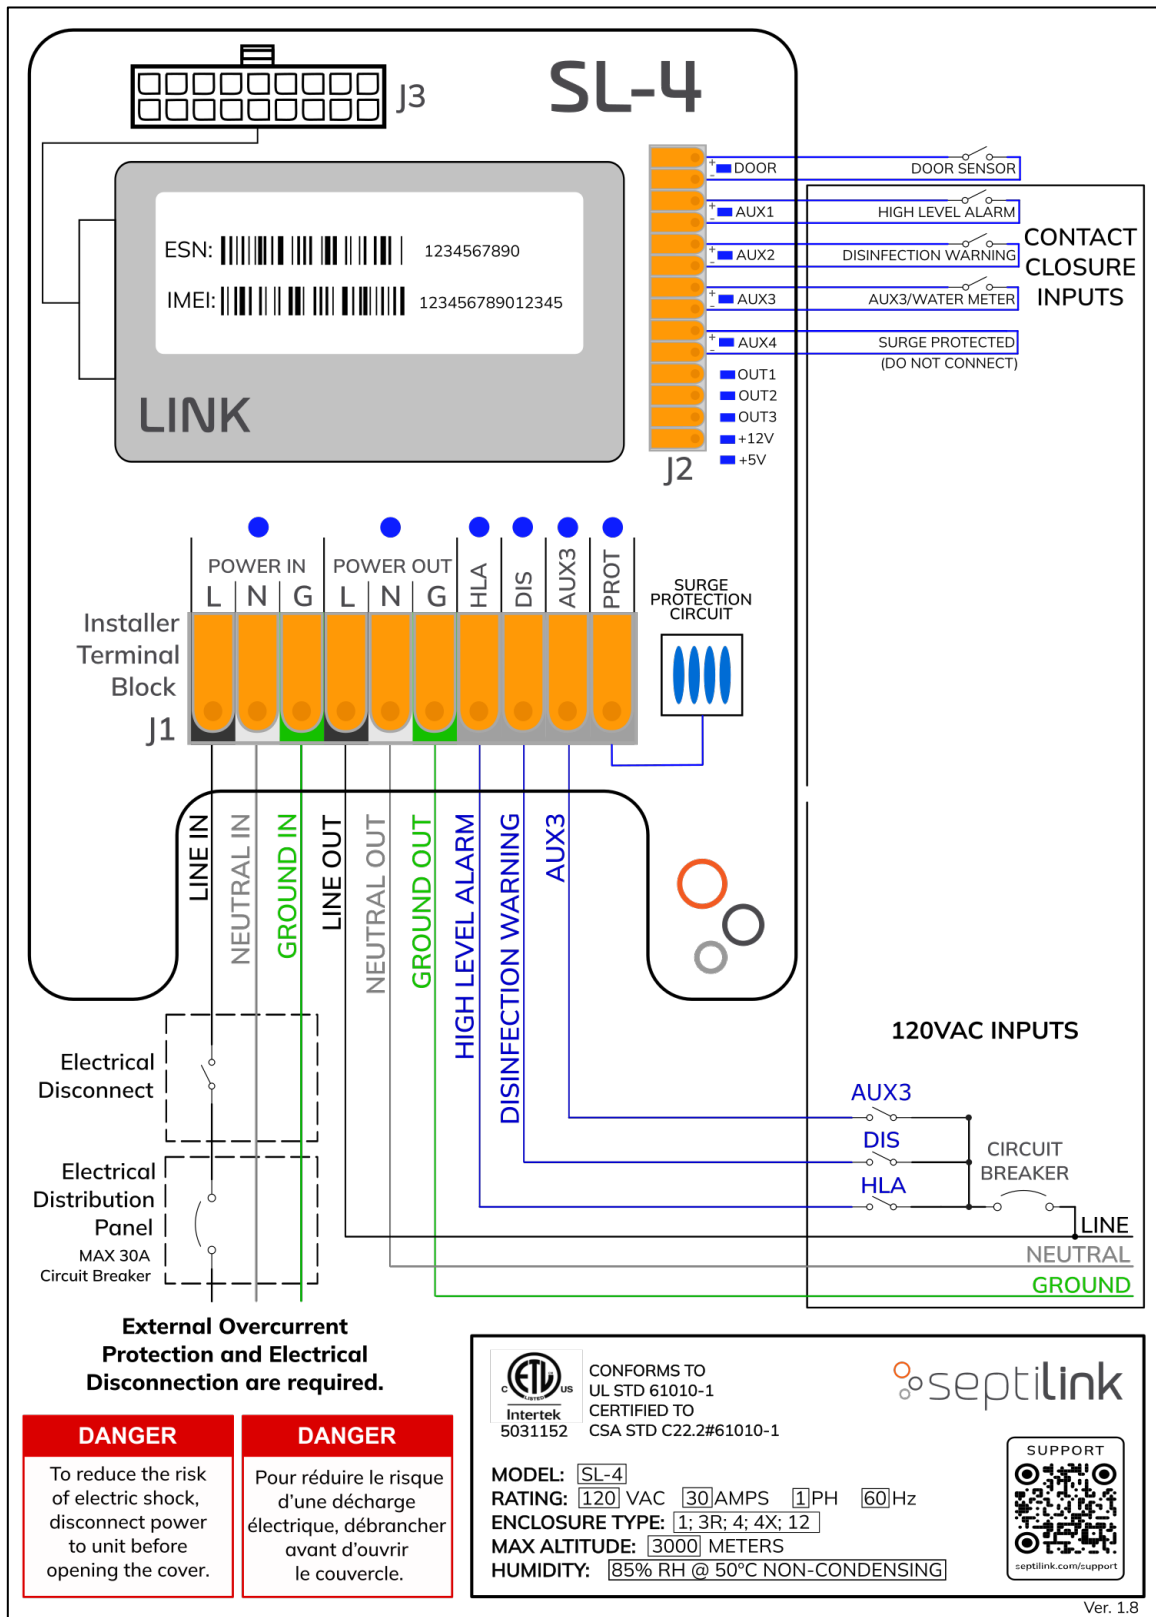 SL-4
J3
ESN: 1234567890
IMEI: 123456789012345
LINK
+
-
DOOR
DOOR SENSOR
+
-
AUX1
HIGH LEVEL ALARM
+
-
AUX2
DISINFECTION WARNING
+
-
AUX3
AUX3/WATER METER
+
-
AUX4
SURGE PROTECTED
(DO NOT CONNECT)
OUT1
OUT2
OUT3
+12V
+5V
J2
CONTACT
CLOSURE
INPUTS
POWER IN
POWER OUT
L N G L N G
HLA
DIS
AUX3
PROT
SURGE
PROTECTION
CIRCUIT
Installer
Terminal
Block
J1
LINE IN
NEUTRAL IN
GROUND IN
LINE OUT
NEUTRAL OUT
GROUND OUT
HIGH LEVEL ALARM
DISINFECTION WARNING
AUX3
120VAC INPUTS
AUX3
DIS
HLA
CIRCUIT
BREAKER
LINE
NEUTRAL
GROUND
Electrical
Disconnect
Electrical
Distribution
Panel
MAX 30A
Circuit Breaker
External Overcurrent
Protection and Electrical
Disconnection are required.
DANGER
To reduce the risk
of electric shock,
disconnect power
to unit before
opening the cover.
DANGER
Pour réduire le risque
d'une décharge
électrique, débrancher
avant d'ouvrir
le couvercle.
C ETL US
LISTED
Intertek
5031152
CONFORMS TO
UL STD 61010-1
CERTIFIED TO
CSA STD C22.2#61010-1
septilink
MODEL: SL-4
RATING: 120 VAC 30 AMPS 1 PH 60 Hz
ENCLOSURE TYPE: 1; 3R; 4; 4X; 12
MAX ALTITUDE: 3000 METERS
HUMIDITY: 85% RH @ 50ºC NON-CONDENSING
SUPPORT
septilink.com/support
Ver. 1.8